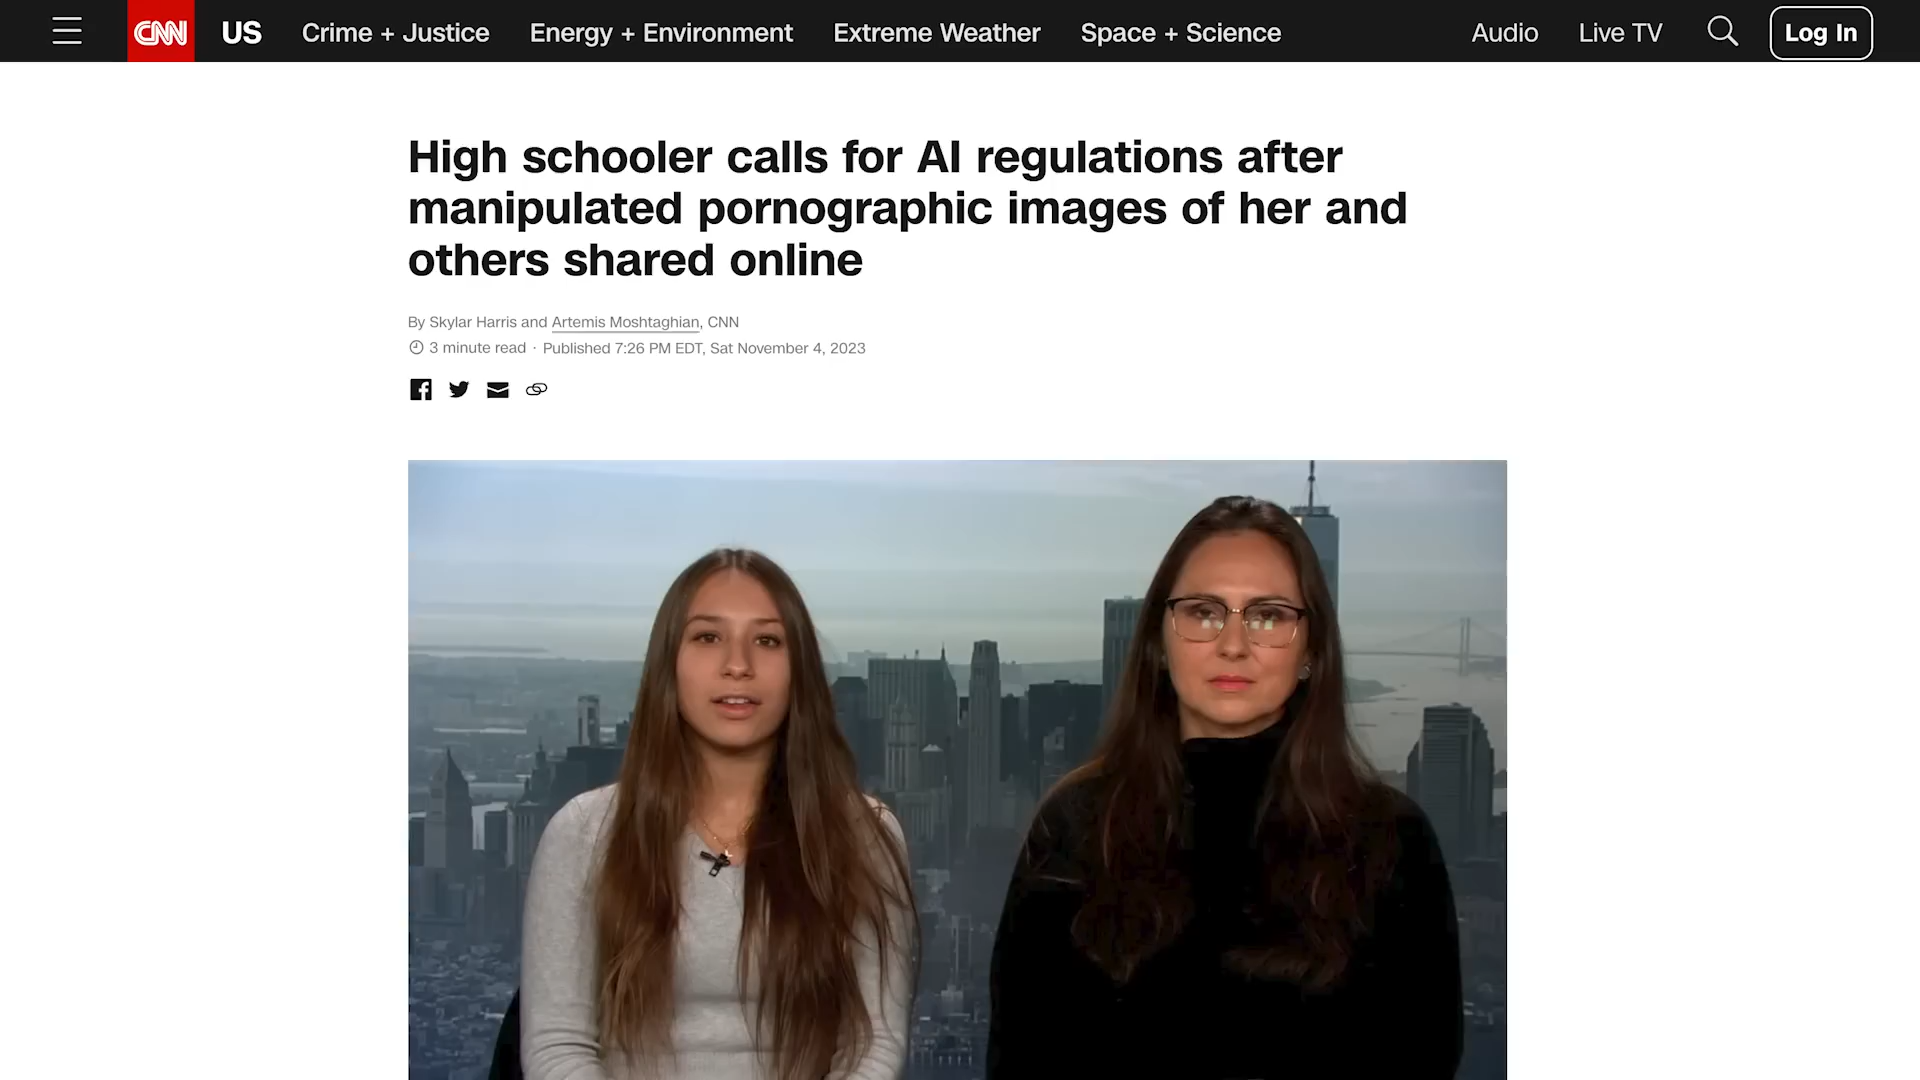 CNN US Crime + Justice Energy + Environment Extreme Weather Space + Science Audio Live TV Log In
High schooler calls for AI regulations after
manipulated pornographic images of her and
others shared online
By Skylar Harris and Artemis Moshtaghian, CNN
3 minute read · Published 7:26 PM EDT, Sat November 4, 2023